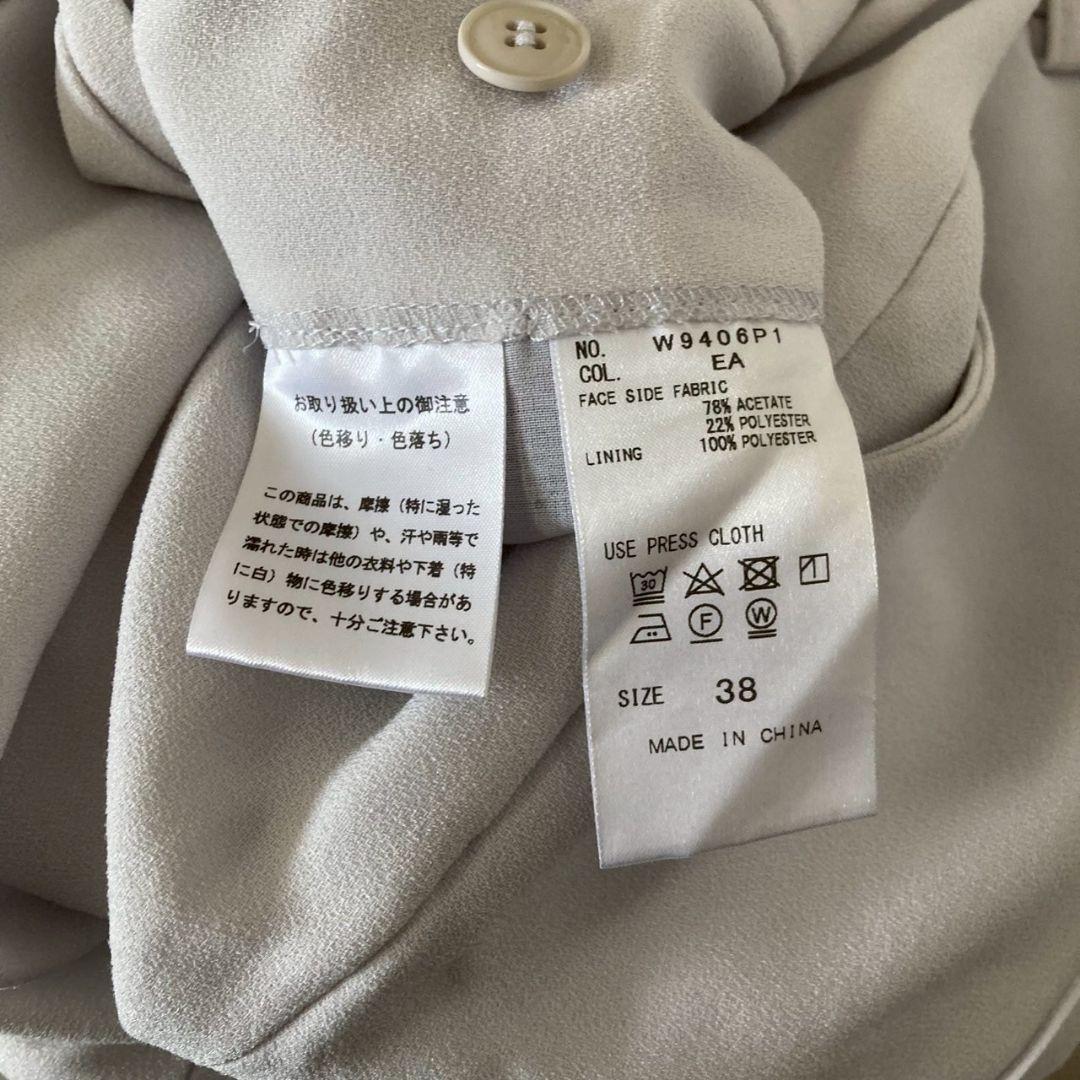 お取り扱い上の御注意
(色移り・色落ち)
この商品は、摩擦(特に湿った
状態での摩擦)や、汗や雨等で
濡れた時は他の衣料や下着(特
に白)物に色移りする場合があ
りますので、十分ご注意下さい。
NO. W9406P1
COL. EA
FACE SIDE FABRIC
78% ACETATE
22% POLYESTER
LINING 100% POLYESTER
USE PRESS CLOTH
30
F W
SIZE 38
MADE IN CHINA